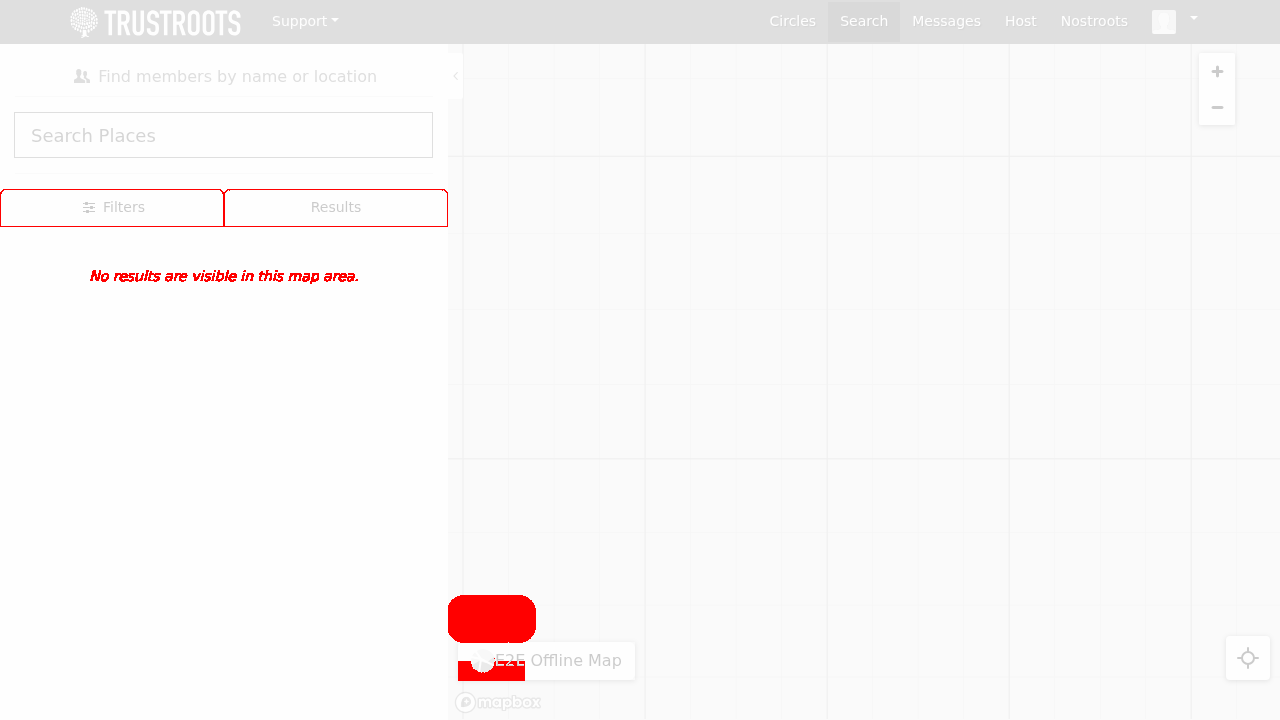 TRUSTROOTS Support Circles Search Messages Host Nostroots
Find members by name or location
Search Places
Filters Results
No results are visible in this map area.
E2E Offline Map
mapbox